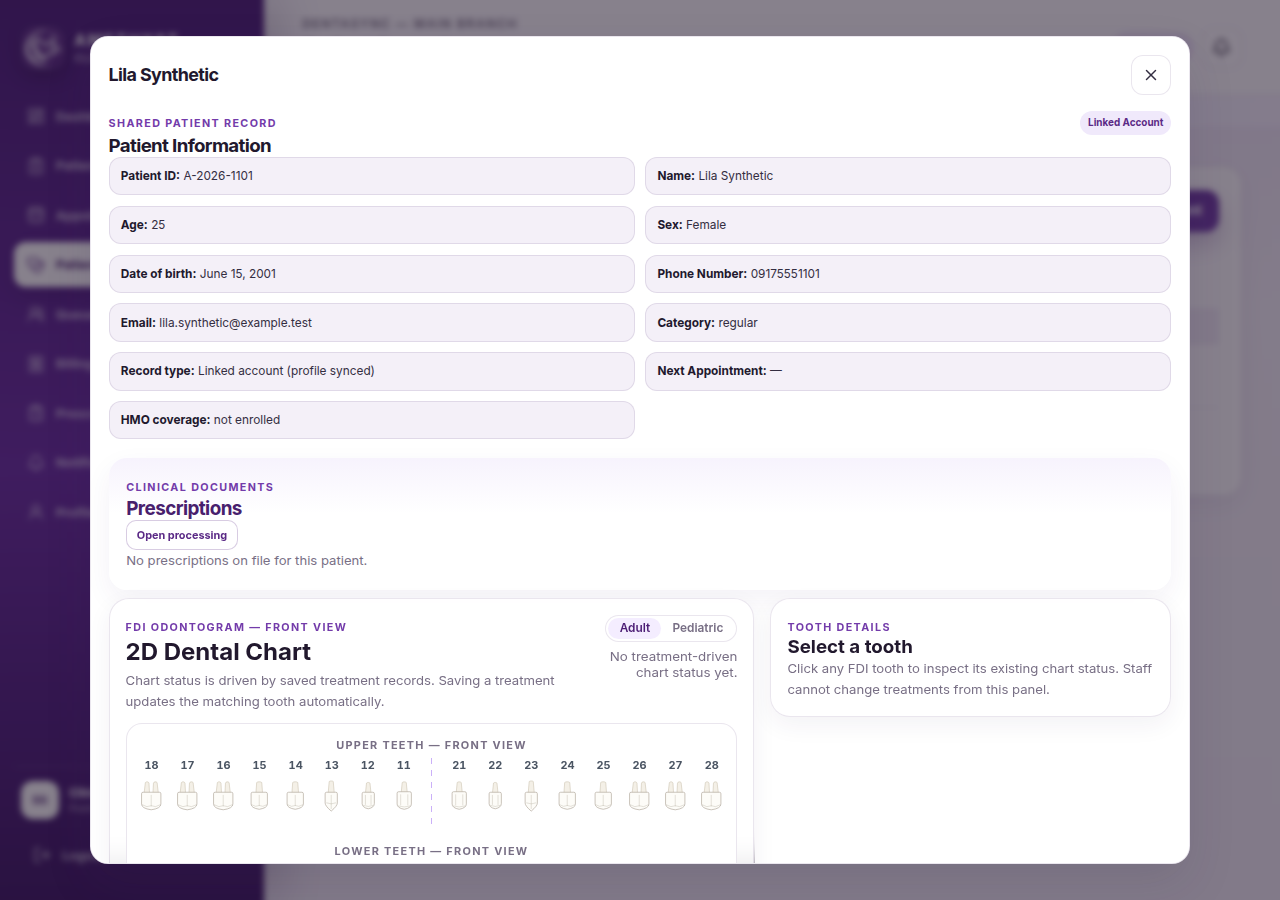 DENTASYNC — MAIN BRANCH
Lila Synthetic
SHARED PATIENT RECORD
Linked Account
Patient Information
Patient ID: A-2026-1101
Name: Lila Synthetic
Age: 25
Sex: Female
Date of birth: June 15, 2001
Phone Number: 09175551101
Email: lila.synthetic@example.test
Category: regular
Record type: Linked account (profile synced)
Next Appointment: —
HMO coverage: not enrolled
CLINICAL DOCUMENTS
Prescriptions
Open processing
No prescriptions on file for this patient.
FDI ODONTOGRAM — FRONT VIEW
2D Dental Chart
Chart status is driven by saved treatment records. Saving a treatment
updates the matching tooth automatically.
Adult Pediatric
No treatment-driven
chart status yet.
UPPER TEETH — FRONT VIEW
18 17 16 15 14 13 12 11 21 22 23 24 25 26 27 28
LOWER TEETH — FRONT VIEW
TOOTH DETAILS
Select a tooth
Click any FDI tooth to inspect its existing chart status. Staff
cannot change treatments from this panel.